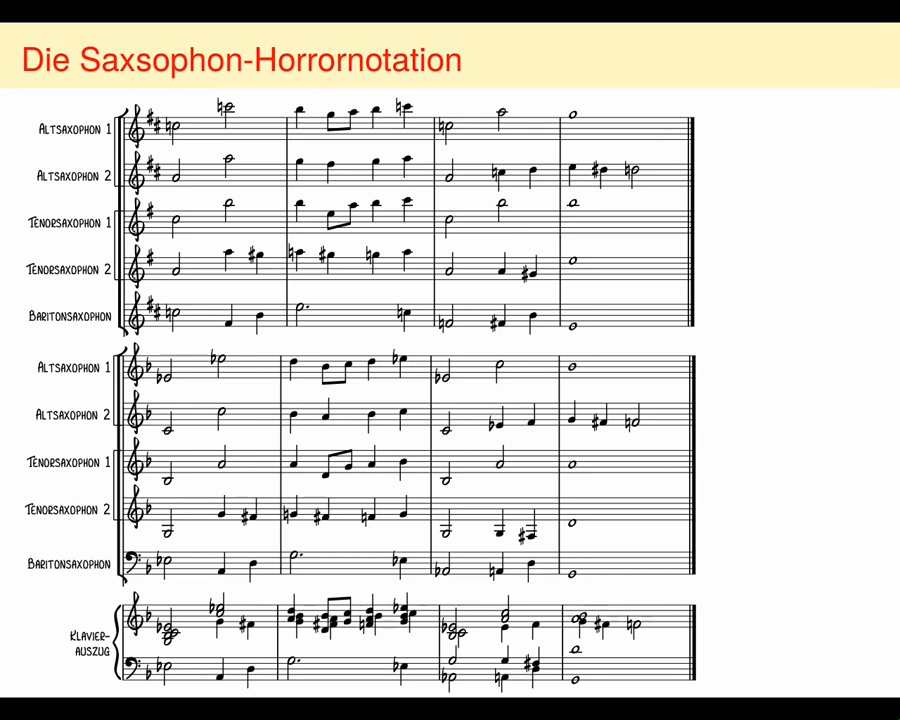 Die Saxsophon-Horrornotation
Altsaxophon 1
Altsaxophon 2
Tenorsaxophon 1
Tenorsaxophon 2
Baritonsaxophon
Altsaxophon 1
Altsaxophon 2
Tenorsaxophon 1
Tenorsaxophon 2
Baritonsaxophon
Klavier-
auszug